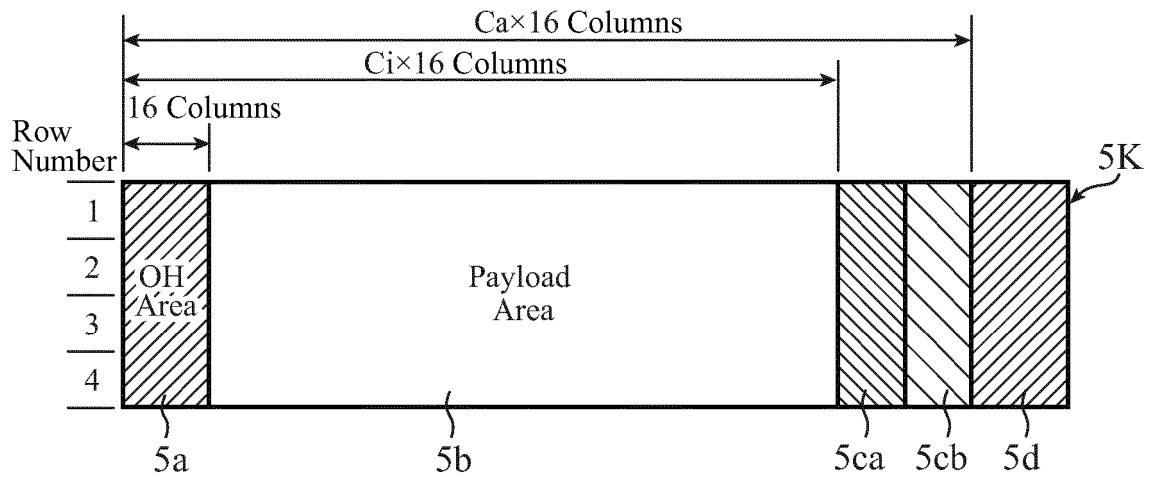 Ca×16 Columns
Ci×16 Columns
16 Columns
Row
Number
5K
1
2
3
4
OH
Area
Payload
Area
5a
5b
5ca
5cb
5d